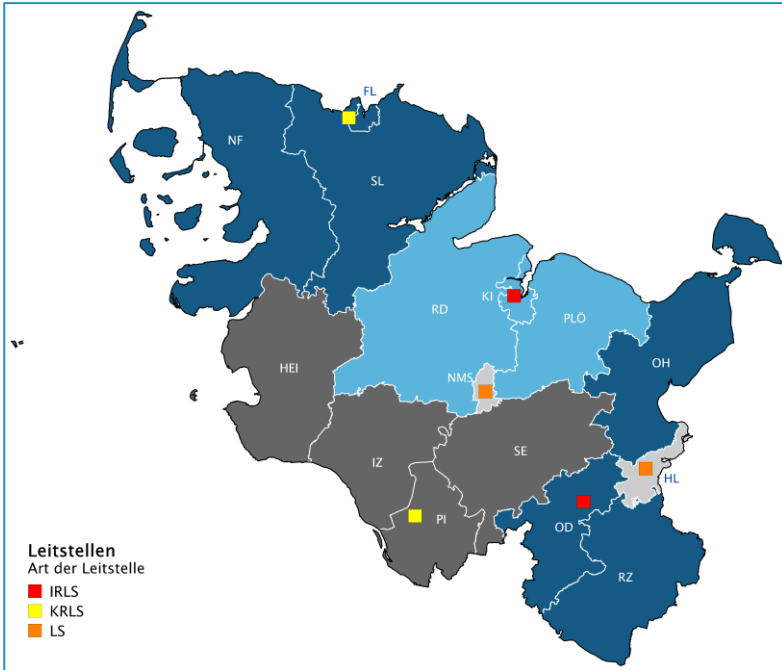 FL
NF
SL
KI
RD
PLÖ
OH
HEI
NMS
IZ
SE
HL
PI
OD
RZ
Leitstellen
Art der Leitstelle
IRLS
KRLS
LS